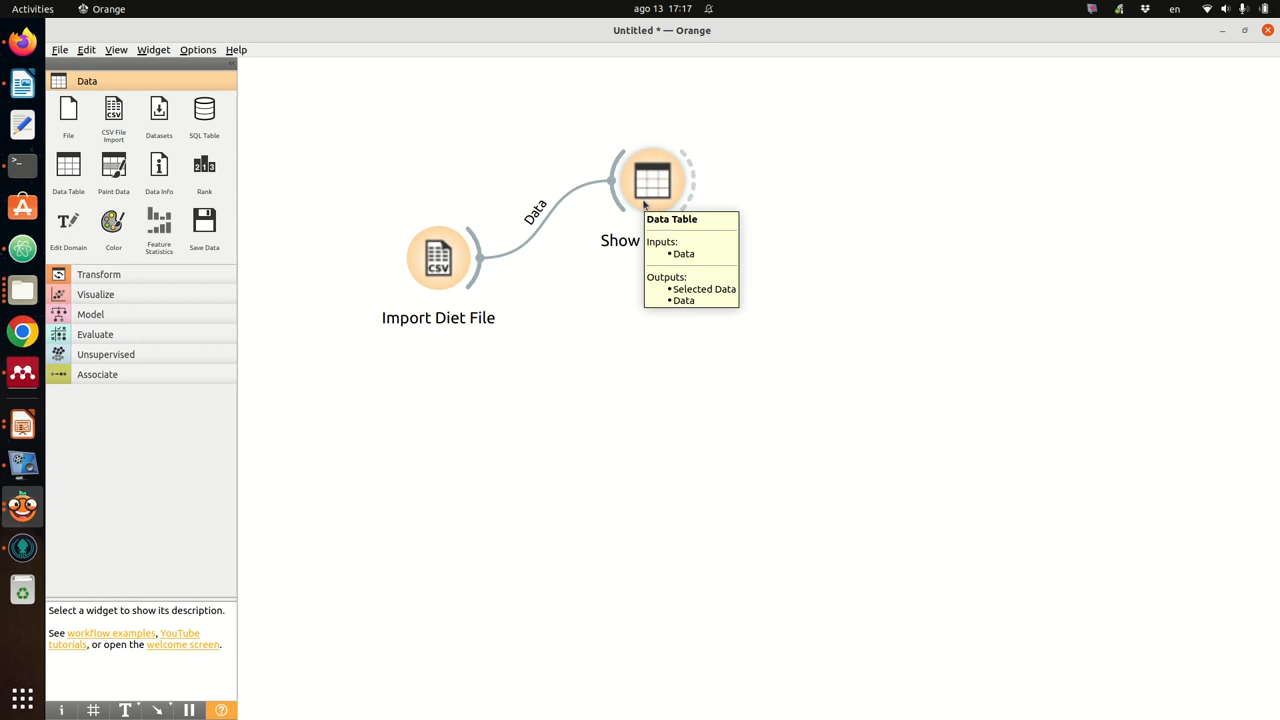 Activities
Orange
ago 13 17:17
en
Untitled * — Orange
File Edit View Widget Options Help
Data
File
CSV File Import
Datasets
SQL Table
Data Table
Paint Data
Data Info
Rank
Edit Domain
Color
Feature Statistics
Save Data
Transform
Visualize
Model
Evaluate
Unsupervised
Associate
Select a widget to show its description.
See workflow examples, YouTube
tutorials, or open the welcome screen.
Data
CSV
Import Diet File
Show
Data Table
Inputs:
• Data
Outputs:
• Selected Data
• Data